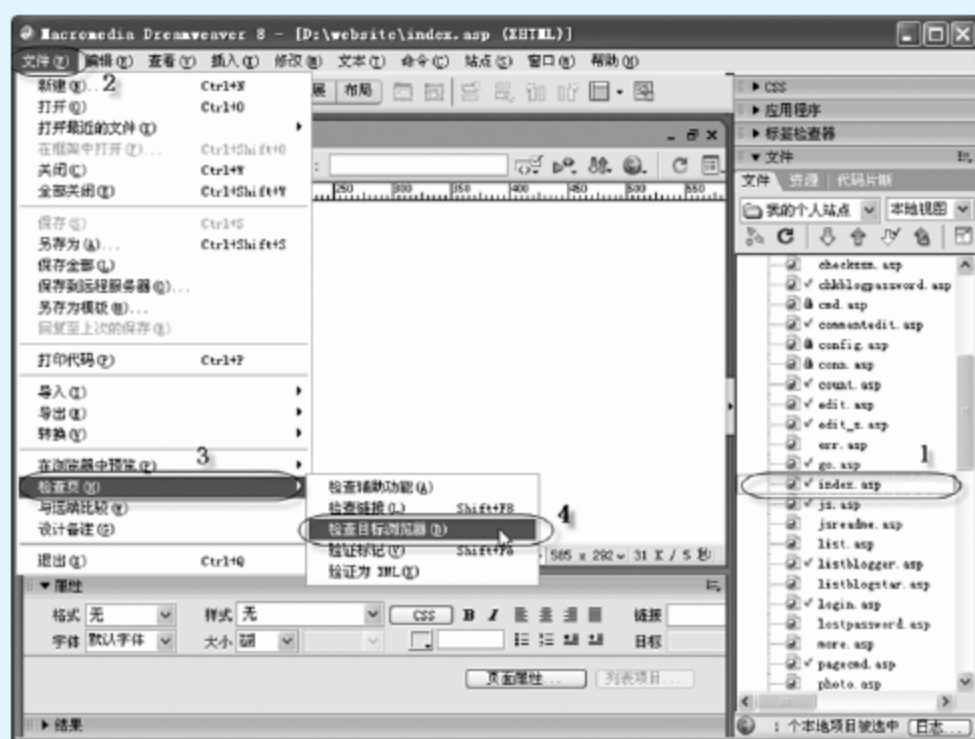 Macromedia Dreamweaver 8 - [D:\website\index.asp (XHTML)]
文件(F) 编辑(E) 查看(V) 插入(I) 修改(M) 文本(T) 命令(C) 站点(S) 窗口(W) 帮助(H)
2
新建(N)... Ctrl+N
打开(O) Ctrl+O
打开最近的文件(T)
在框架中打开(F)... Ctrl+Shift+O
关闭(C) Ctrl+W
全部关闭(E) Ctrl+Shift+W
保存(S) Ctrl+S
另存为(A)... Ctrl+Shift+S
保存全部(L)
保存到远程服务器(Q)...
另存为模板(M)...
回复至上次的保存(R)
打印代码(P) Ctrl+P
导入(I)
导出(E)
转换(V)
在浏览器中预览(P)
3
检查页(H)
与远端比较(W)
设计备注(G)
退出(X) Ctrl+Q
检查辅助功能(A)
检查链接(L) Shift+F8
检查目标浏览器(B)
4
验证标记(Y) Shift+F6
验证为 XML(X)
展 布局
250 300 350 400 450 500 550
585 x 292 31 K / 5 秒
属性
格式 无 样式 无 CSS B I 链接
字体 默认字体 大小 目标
页面属性... 列表项目...
结果
CSS
应用程序
标签检查器
文件
文件 资源 代码片断
我的个人站点 本地视图
checksum.asp
chkblogpassword.asp
cmd.asp
commentedit.asp
config.asp
conn.asp
count.asp
edit.asp
edit_z.asp
err.asp
1
go.asp
index.asp
js.asp
jsreadme.asp
list.asp
listblogger.asp
listblogstar.asp
login.asp
lostpassword.asp
more.asp
pagecmd.asp
photo.asp
1 个本地项目被选中 日志...